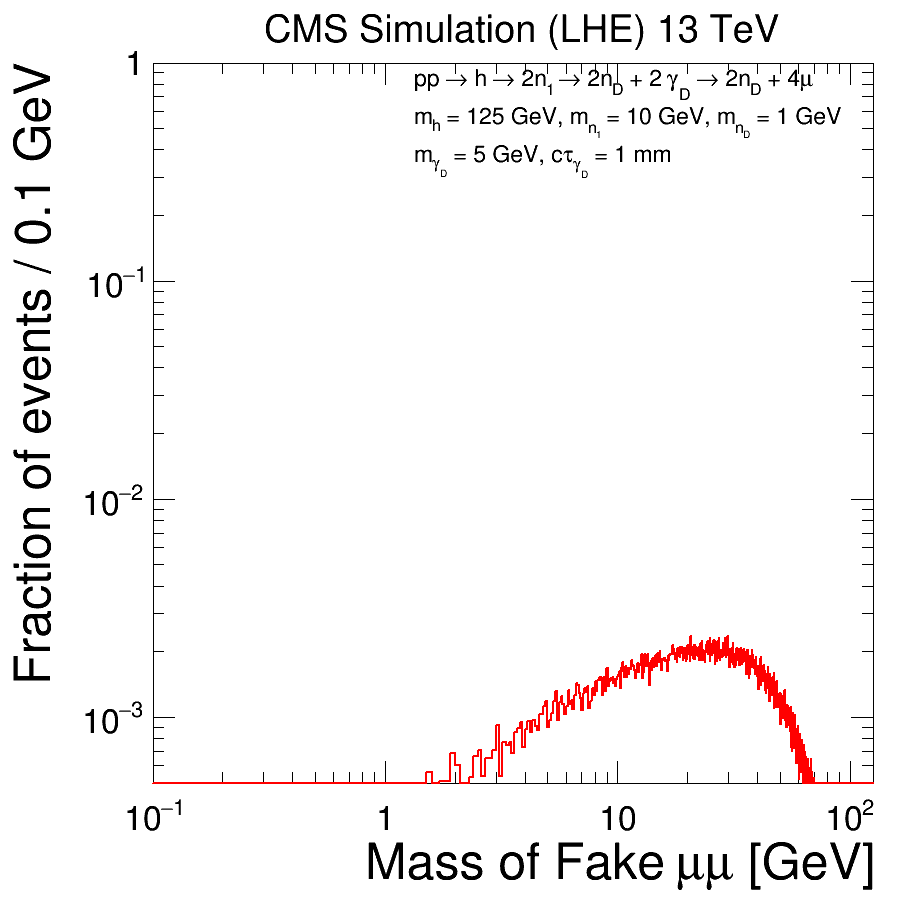 CMS Simulation (LHE) 13 TeV
pp → h → 2n₁ → 2n_D + 2 γ_D → 2n_D + 4μ
m_h = 125 GeV, m_n₁ = 10 GeV, m_n_D = 1 GeV
m_γ_D = 5 GeV, cτ_γ_D = 1 mm
Fraction of events / 0.1 GeV
1
10⁻¹
10⁻²
10⁻³
10⁻¹ 1 10 10²
Mass of Fake μμ [GeV]